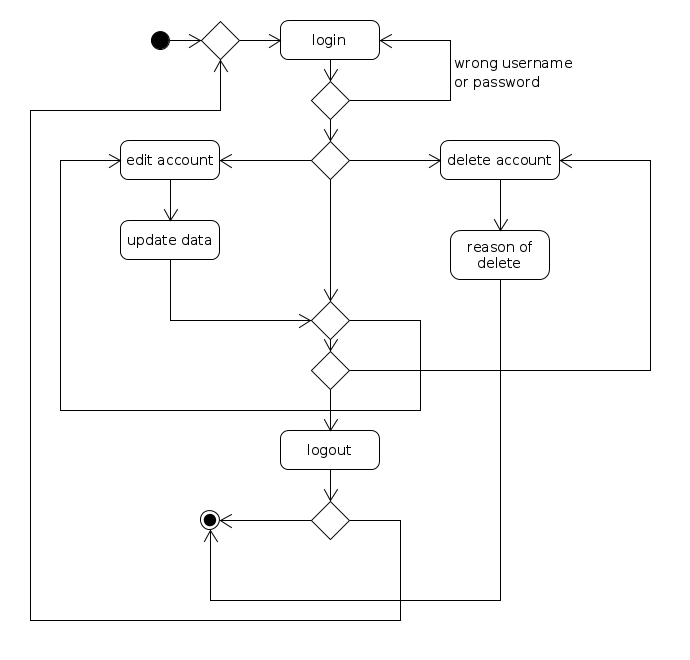 login
wrong username
or password
edit account
delete account
update data
reason of
delete
logout